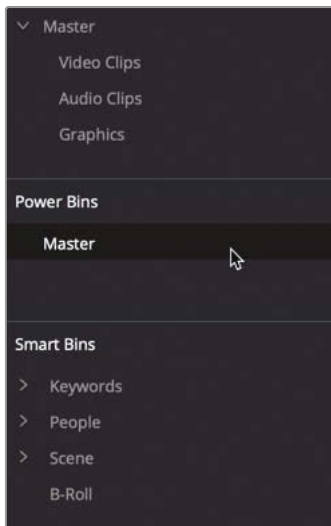 Master
Video Clips
Audio Clips
Graphics
Power Bins
Master
Smart Bins
Keywords
People
Scene
B-Roll